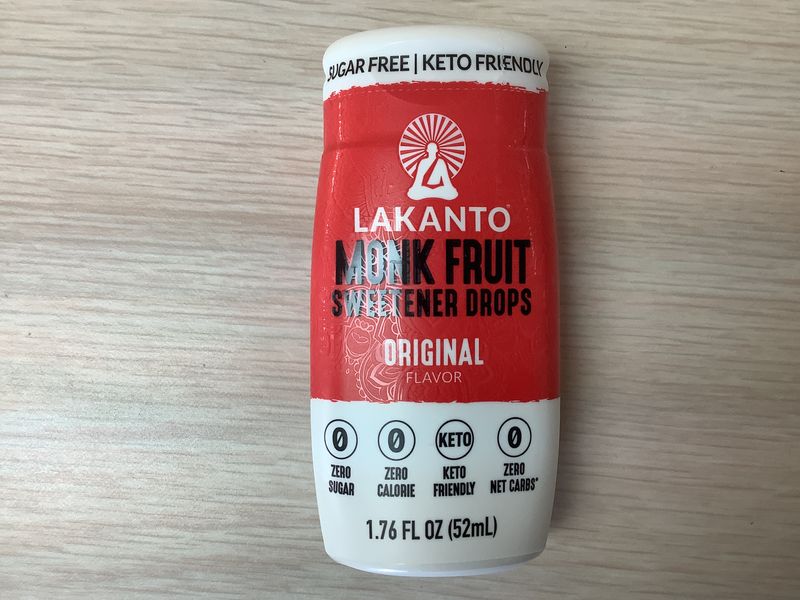 SUGAR FREE | KETO FRIENDLY
LAKANTO®
MONK FRUIT
SWEETENER DROPS
ORIGINAL
FLAVOR
0 0 KETO 0
ZERO SUGAR
ZERO CALORIE
KETO FRIENDLY
ZERO NET CARBS*
1.76 FL OZ (52mL)